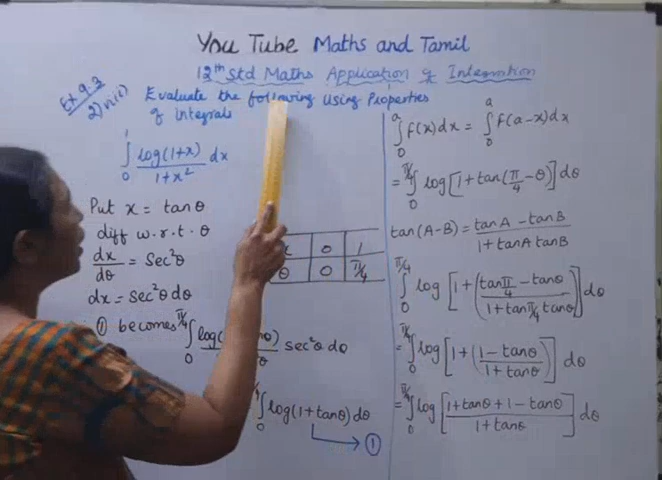 You Tube Maths and Tamil
12th Std Maths Application of Integration
Ex 9.3
2) vi(i) Evaluate the following using Properties
of integrals
∫₀¹ log(1+x)/(1+x²) dx
Put x = tanθ
diff w.r.t. θ
dx/dθ = sec²θ
dx = sec²θ dθ
0 1
θ 0 π/4
① becomes ∫₀^(π/4) log( θ) / θ sec²θ dθ
∫₀ log(1+tanθ)dθ
→ ①
∫₀ᵃ f(x)dx = ∫₀ᵃ f(a-x)dx
= ∫₀^(π/4) log[1+tan(π/4 - θ)]dθ
tan(A-B) = (tanA - tanB)/(1+tanA tanB)
∫₀^(π/4) log[1+((tan π/4 - tanθ)/(1+tan π/4 tanθ))]dθ
= ∫₀^(π/4) log[1+((1-tanθ)/(1+tanθ))]dθ
= ∫₀^(π/4) log[(1+tanθ+1-tanθ)/(1+tanθ)]dθ